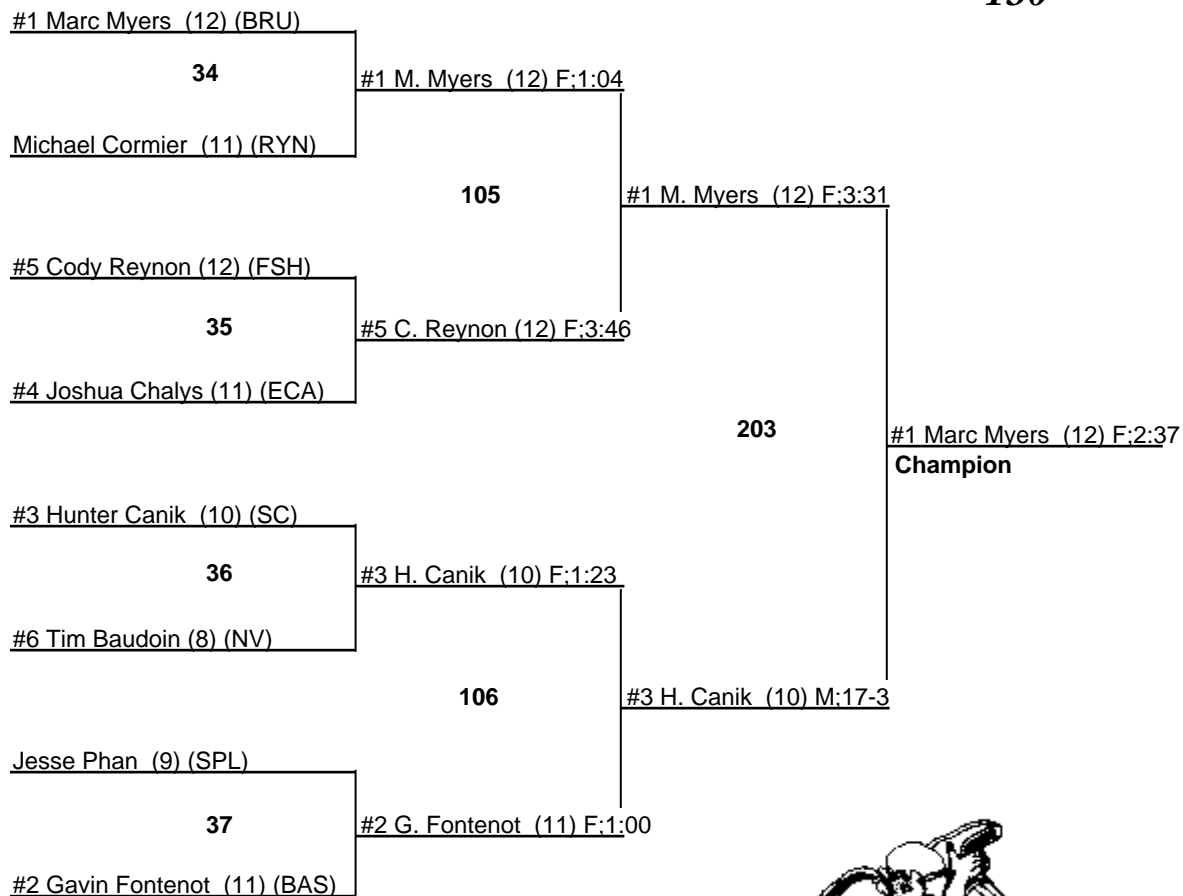 #1 Marc Myers (12) (BRU)
34
#1 M. Myers (12) F;1:04
Michael Cormier (11) (RYN)
105
#1 M. Myers (12) F;3:31
#5 Cody Reynon (12) (FSH)
35
#5 C. Reynon (12) F;3:46
#4 Joshua Chalys (11) (ECA)
203
#1 Marc Myers (12) F;2:37
Champion
#3 Hunter Canik (10) (SC)
36
#3 H. Canik (10) F;1:23
#6 Tim Baudoin (8) (NV)
106
#3 H. Canik (10) M;17-3
Jesse Phan (9) (SPL)
37
#2 G. Fontenot (11) F;1:00
#2 Gavin Fontenot (11) (BAS)